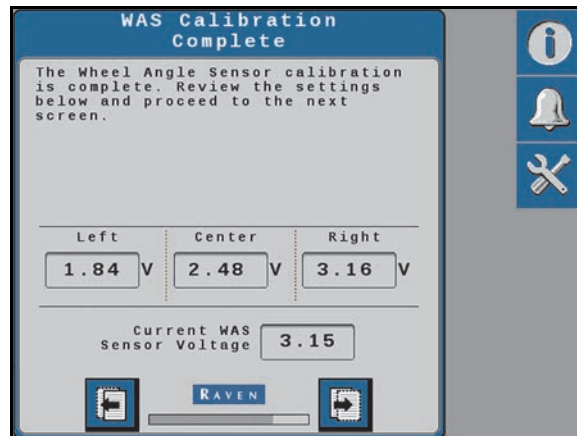 WAS Calibration
Complete
The Wheel Angle Sensor calibration
is complete. Review the settings
below and proceed to the next
screen.
Left Center Right
1.84 V 2.48 V 3.16 V
Current WAS
Sensor Voltage 3.15
RAVEN